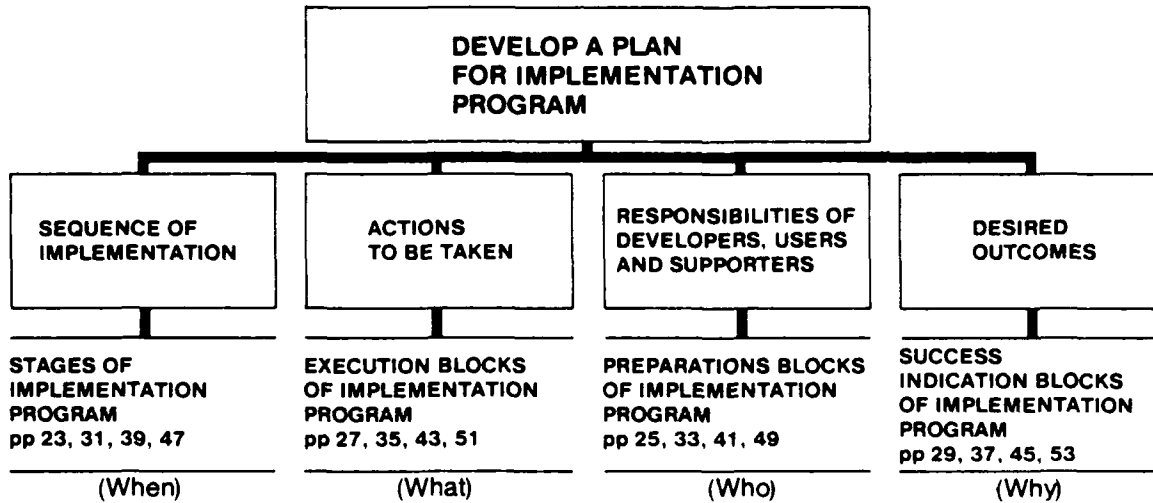 DEVELOP A PLAN
FOR IMPLEMENTATION
PROGRAM
SEQUENCE OF
IMPLEMENTATION
ACTIONS
TO BE TAKEN
RESPONSIBILITIES OF
DEVELOPERS, USERS
AND SUPPORTERS
DESIRED
OUTCOMES
STAGES OF
IMPLEMENTATION
PROGRAM
pp 23, 31, 39, 47
EXECUTION BLOCKS
OF IMPLEMENTATION
PROGRAM
pp 27, 35, 43, 51
PREPARATIONS BLOCKS
OF IMPLEMENTATION
PROGRAM
pp 25, 33, 41, 49
SUCCESS
INDICATION BLOCKS
OF IMPLEMENTATION
PROGRAM
pp 29, 37, 45, 53
(When)
(What)
(Who)
(Why)